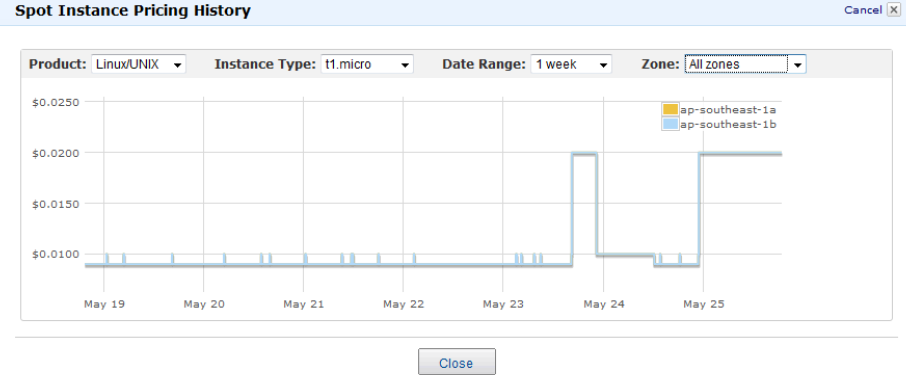 Spot Instance Pricing History Cancel
Product: Linux/UNIX Instance Type: t1.micro Date Range: 1 week Zone: All zones
$0.0250
ap-southeast-1a
ap-southeast-1b
$0.0200
$0.0150
$0.0100
May 19 May 20 May 21 May 22 May 23 May 24 May 25
Close